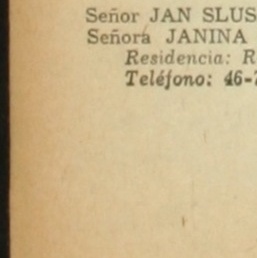 Señor JAN SLUS
Señora JANINA
Residencia: R
Teléfono: 46-